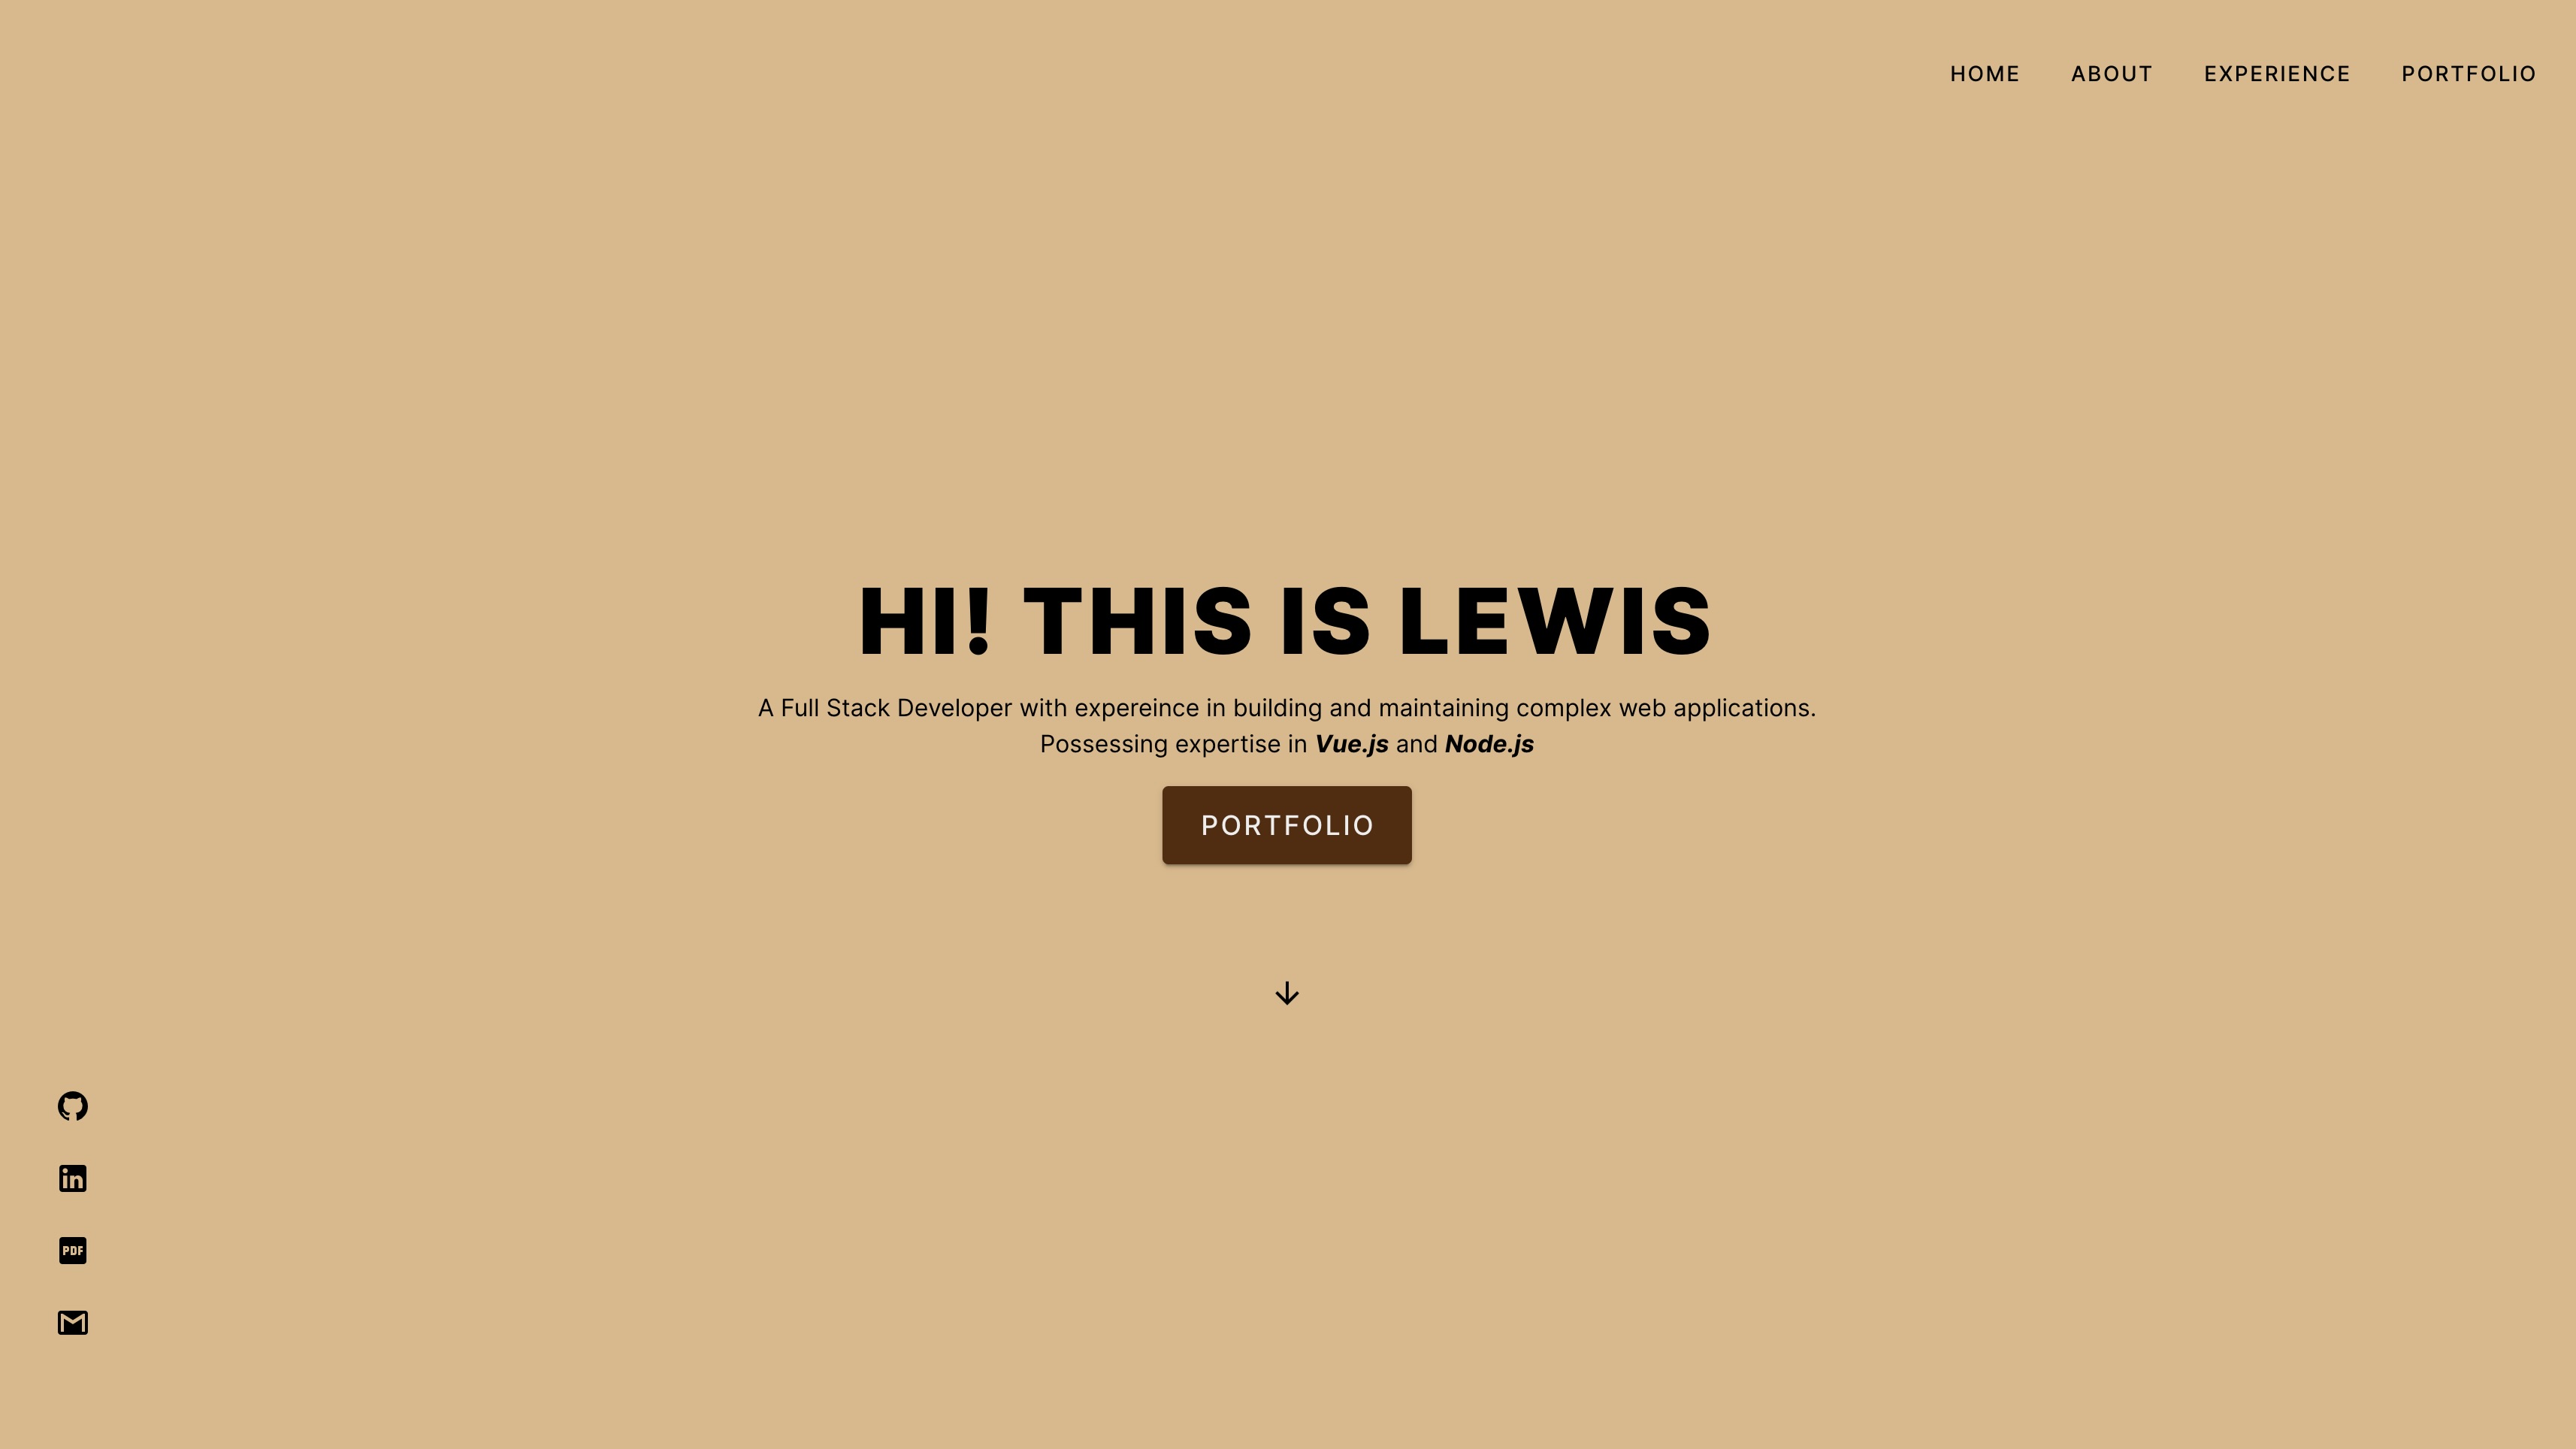 HOME ABOUT EXPERIENCE PORTFOLIO
HI! THIS IS LEWIS
A Full Stack Developer with expereince in building and maintaining complex web applications.
Possessing expertise in Vue.js and Node.js
PORTFOLIO
in
PDF
M